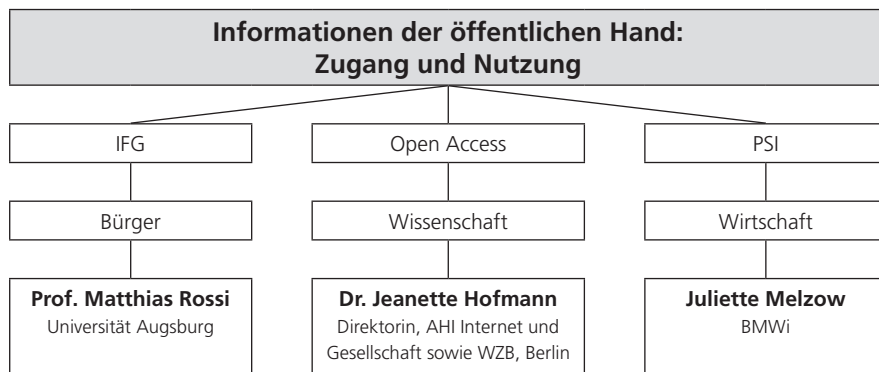 Informationen der öffentlichen Hand:
Zugang und Nutzung
IFG
Open Access
PSI
Bürger
Wissenschaft
Wirtschaft
Prof. Matthias Rossi
Universität Augsburg
Dr. Jeanette Hofmann
Direktorin, AHI Internet und
Gesellschaft sowie WZB, Berlin
Juliette Melzow
BMWi